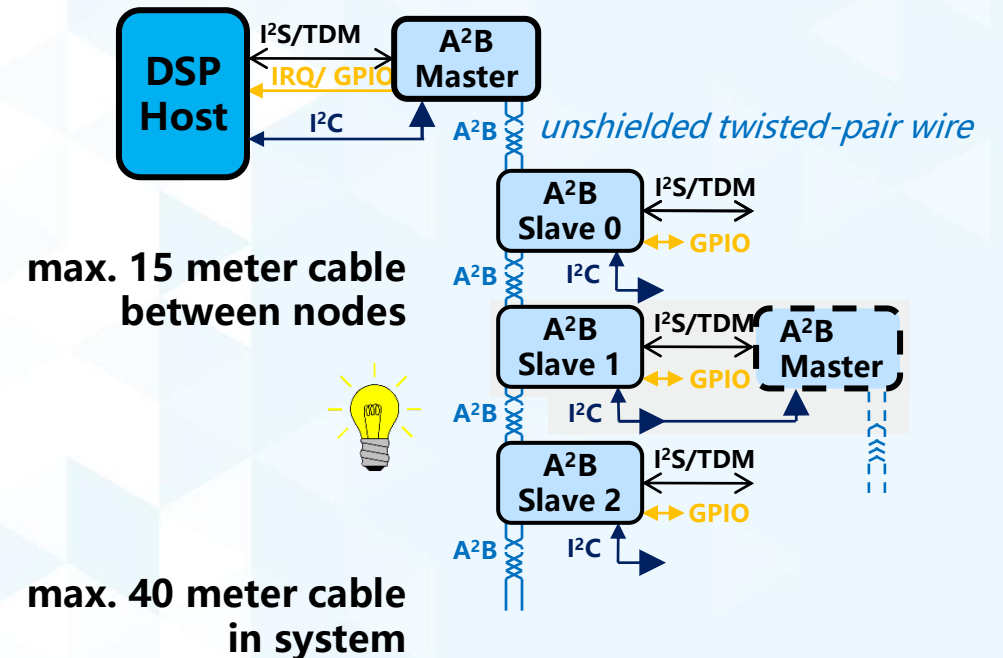 I²S/TDM
A²B
Master
DSP
Host
IRQ/ GPIO
I²C
A²B
unshielded twisted-pair wire
A²B
Slave 0
I²S/TDM
GPIO
max. 15 meter cable
between nodes
A²B
I²C
A²B
Slave 1
I²S/TDM
GPIO
A²B
Master
A²B
I²C
A²B
Slave 2
I²S/TDM
GPIO
A²B
I²C
max. 40 meter cable
in system